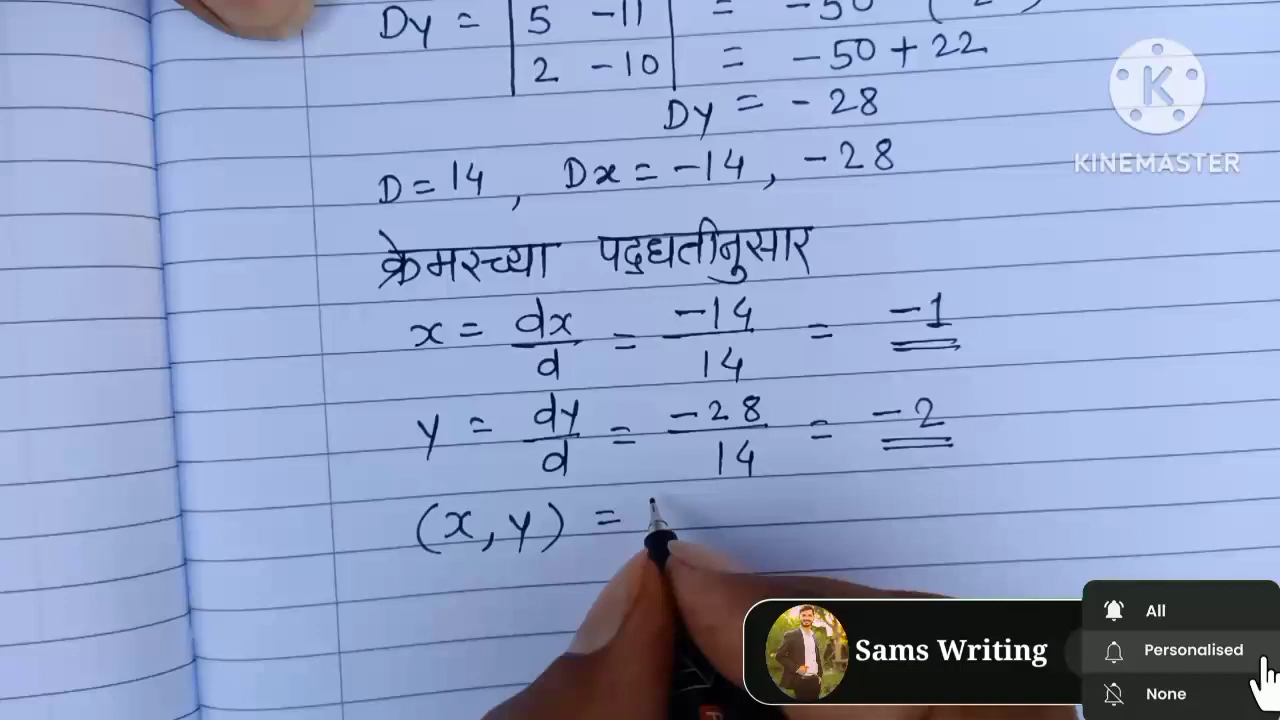 Dy = | 5 -11 | = -50
| 2 -10 | = -50 + 22
Dy = -28
D = 14 , Dx = -14 , -28
क्रेमरच्या पद्धतीनुसार
x = dx/d = -14/14 = -1
y = dy/d = -28/14 = -2
(x, y) =
K
KINEMASTER
Sams Writing
All
Personalised
None